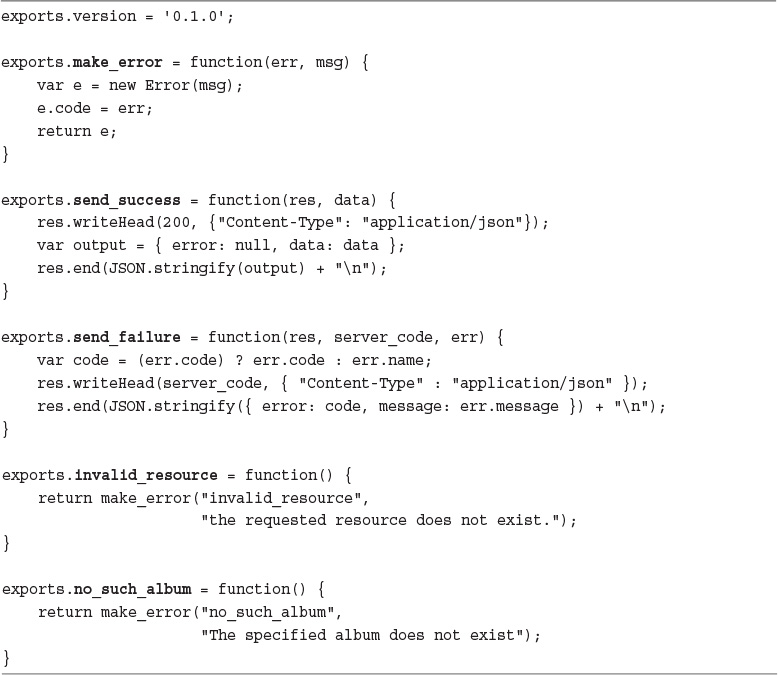 exports.version = '0.1.0';

exports.make_error = function(err, msg) {
    var e = new Error(msg);
    e.code = err;
    return e;
}

exports.send_success = function(res, data) {
    res.writeHead(200, {"Content-Type": "application/json"});
    var output = { error: null, data: data };
    res.end(JSON.stringify(output) + "\n");
}

exports.send_failure = function(res, server_code, err) {
    var code = (err.code) ? err.code : err.name;
    res.writeHead(server_code, { "Content-Type" : "application/json" });
    res.end(JSON.stringify({ error: code, message: err.message }) + "\n");
}

exports.invalid_resource = function() {
    return make_error("invalid_resource",
                      "the requested resource does not exist.");
}

exports.no_such_album = function() {
    return make_error("no_such_album",
                      "The specified album does not exist");
}